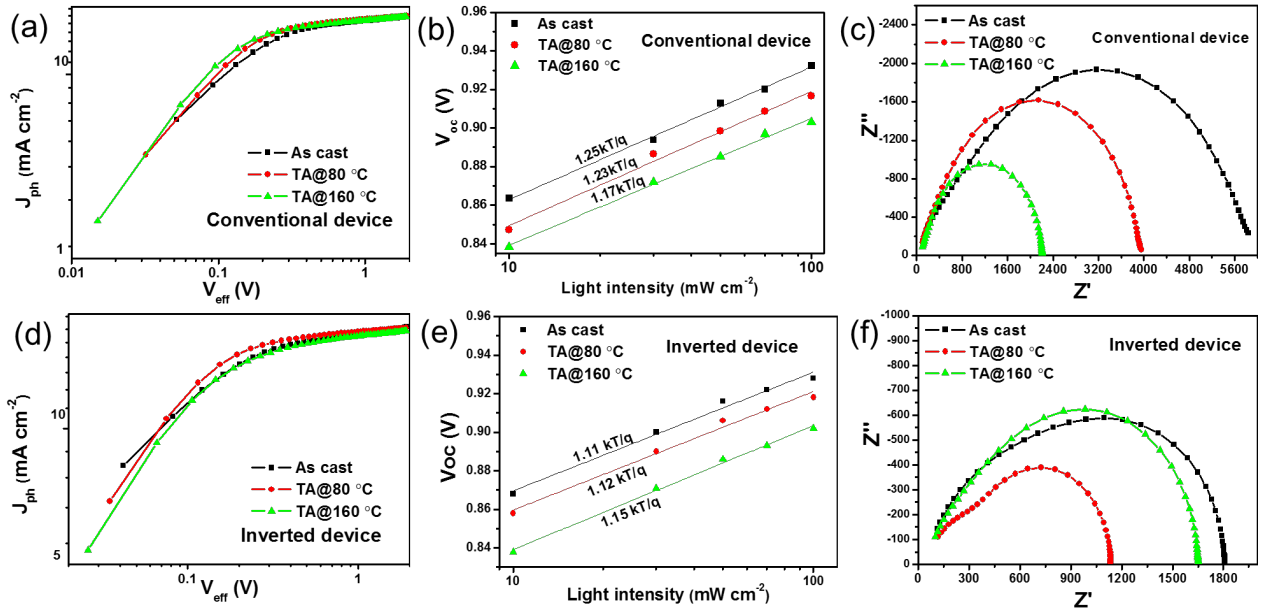 (a)
10
1
0.01
0.1
1
J_ph (mA cm⁻²)
V_eff (V)
As cast
TA@80 °C
TA@160 °C
Conventional device
(b)
0.96
0.94
0.92
0.90
0.88
0.86
0.84
10
100
V_oc (V)
Light intensity (mW cm⁻²)
As cast
TA@80 °C
TA@160 °C
Conventional device
1.25kT/q
1.23kT/q
1.17kT/q
(c)
-2400
-2000
-1600
-1200
-800
-400
0
0 800 1600 2400 3200 4000 4800 5600
Z''
Z'
As cast
TA@80 °C
TA@160 °C
Conventional device
(d)
10
5
0.1
1
J_ph (mA cm⁻²)
V_eff (V)
As cast
TA@80 °C
TA@160 °C
Inverted device
(e)
0.96
0.94
0.92
0.90
0.88
0.86
0.84
10
100
Voc (V)
Light intensity (mW cm⁻²)
As cast
TA@80 °C
TA@160 °C
Inverted device
1.11 kT/q
1.12 kT/q
1.15 kT/q
(f)
-1000
-900
-800
-700
-600
-500
-400
-300
-200
-100
0
0 300 600 900 1200 1500 1800
Z''
Z'
As cast
TA@80 °C
TA@160 °C
Inverted device